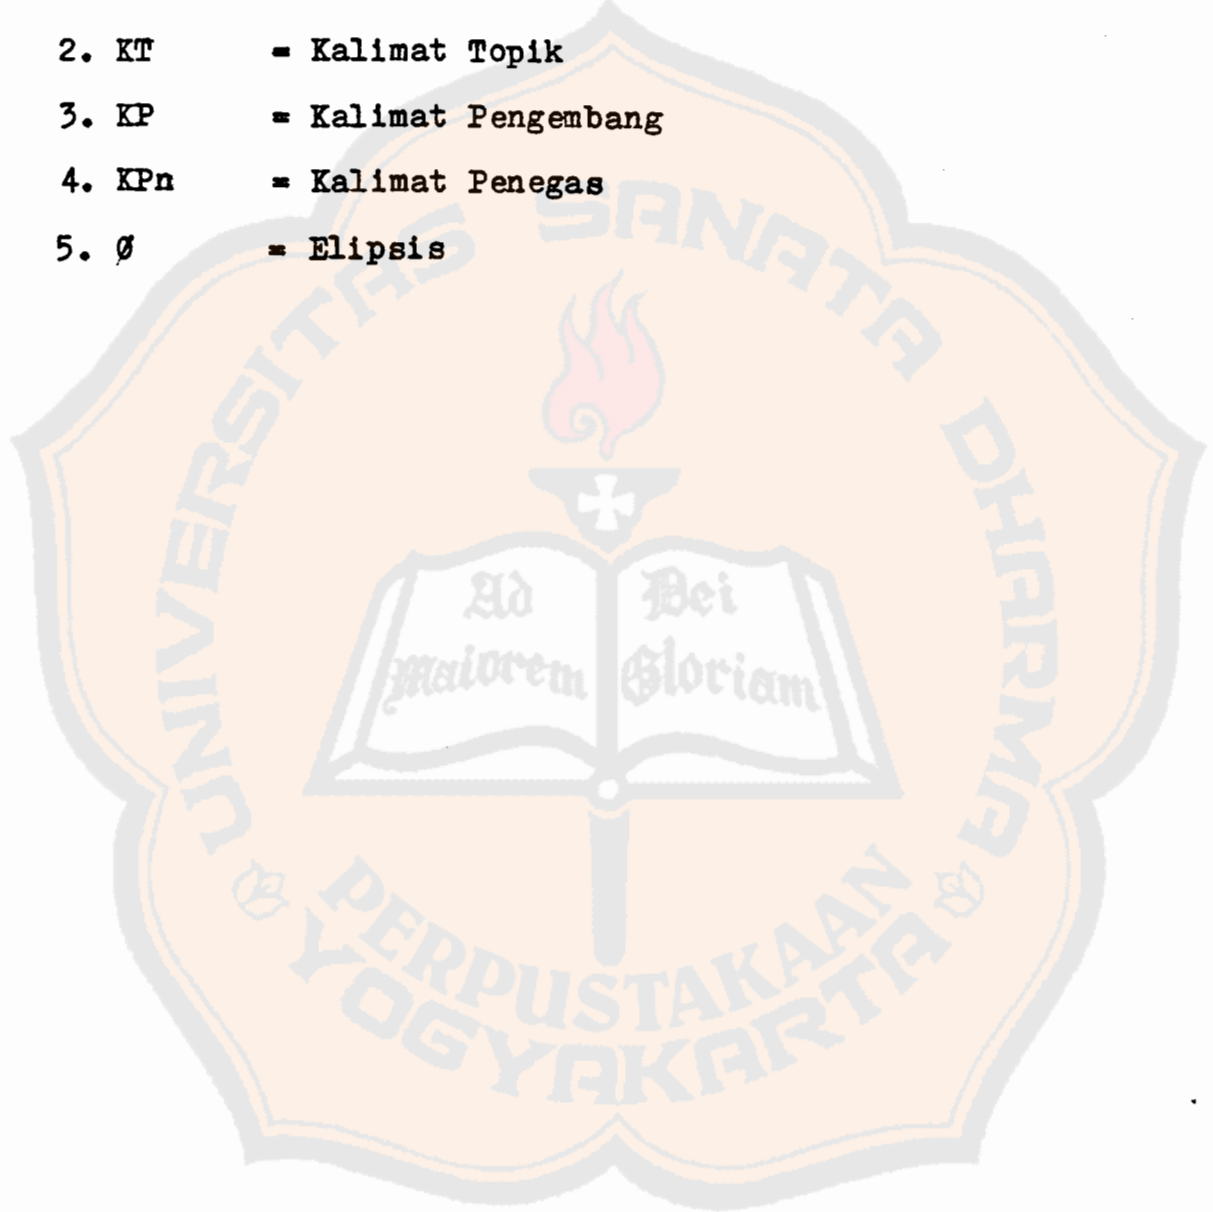 2. KT = Kalimat Topik
3. KP = Kalimat Pengembang
4. KPn = Kalimat Penegas
5. Ø = Elipsis
UNIVERSITAS SANATA DHARMA
Ad Dei
Maiorem Gloriam
PERPUSTAKAAN
YOGYAKARTA